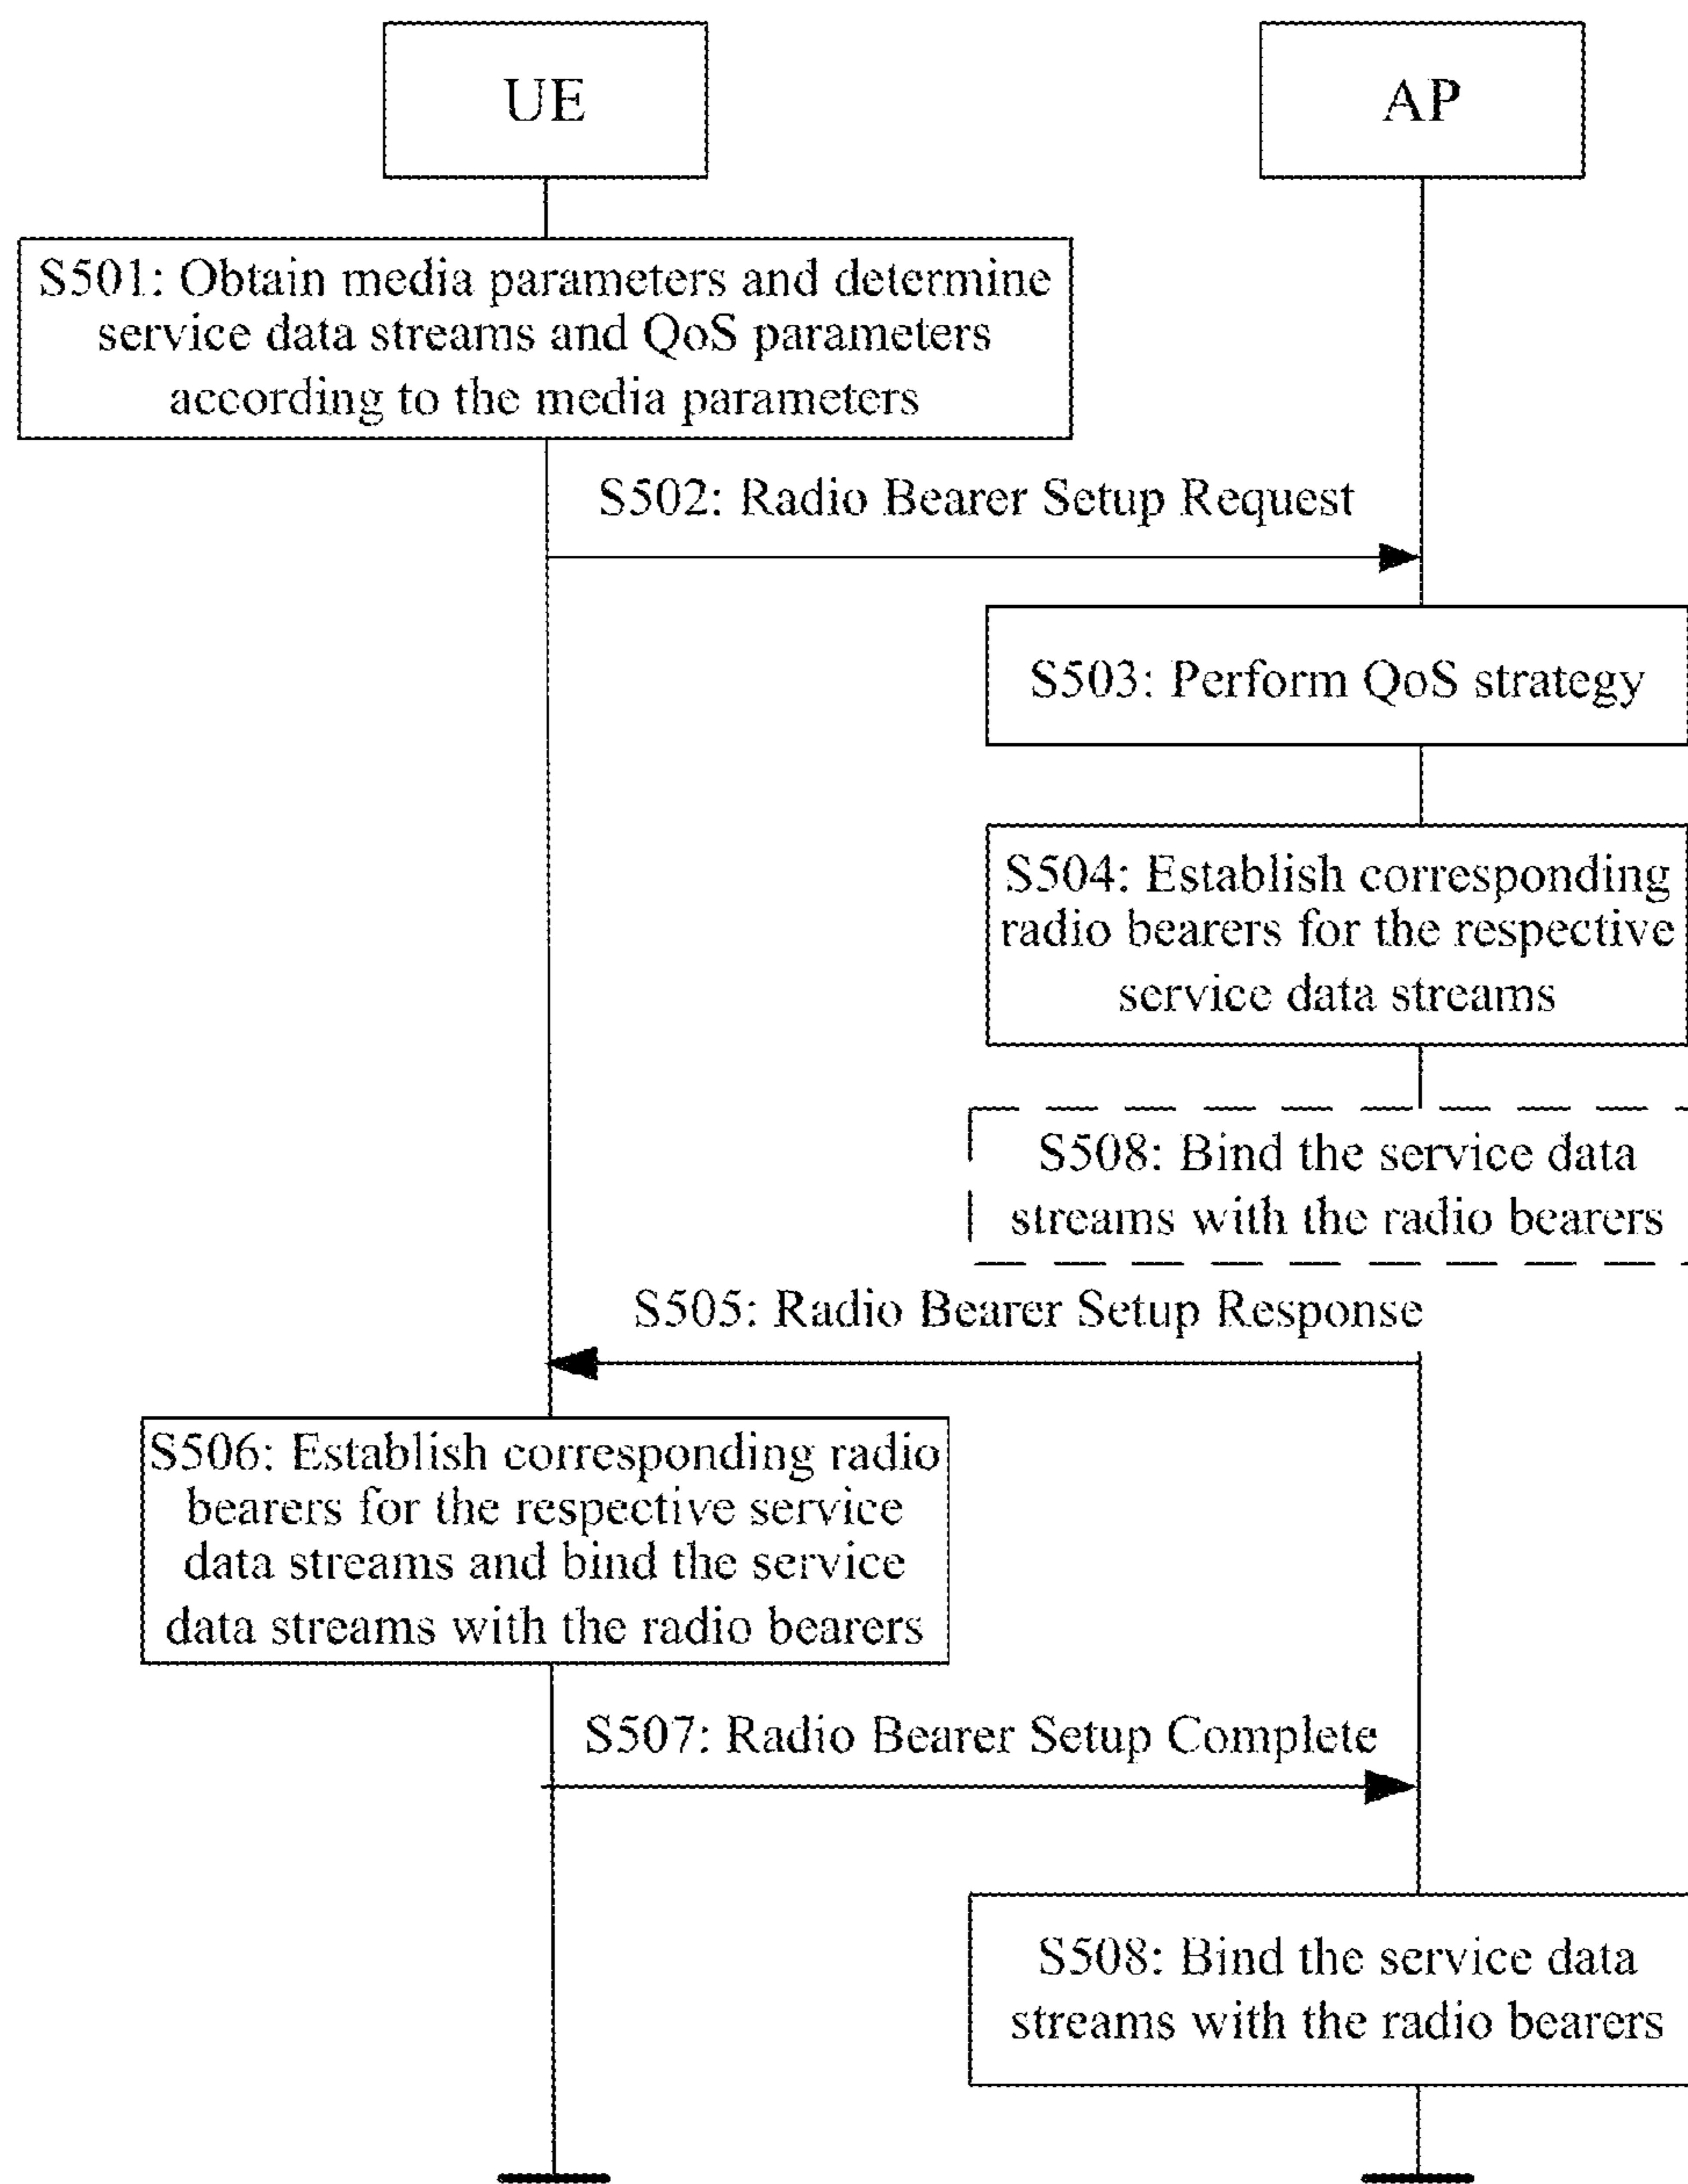 UE
AP
S501: Obtain media parameters and determine
service data streams and QoS parameters
according to the media parameters
S502: Radio Bearer Setup Request
S503: Perform QoS strategy
S504: Establish corresponding
radio bearers for the respective
service data streams
S508: Bind the service data
streams with the radio bearers
S505: Radio Bearer Setup Response
S506: Establish corresponding radio
bearers for the respective service
data streams and bind the service
data streams with the radio bearers
S507: Radio Bearer Setup Complete
S508: Bind the service data
streams with the radio bearers